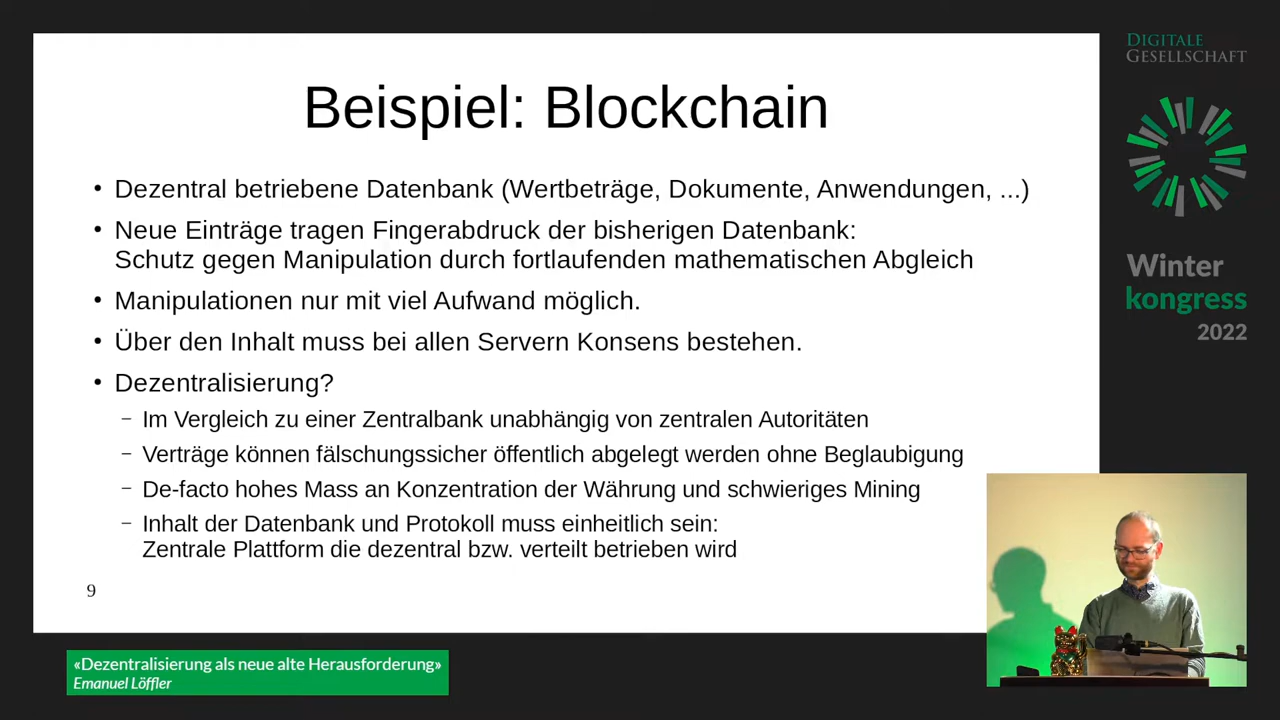 Beispiel: Blockchain
• Dezentral betriebene Datenbank (Wertbeträge, Dokumente, Anwendungen, ...)
• Neue Einträge tragen Fingerabdruck der bisherigen Datenbank:
Schutz gegen Manipulation durch fortlaufenden mathematischen Abgleich
• Manipulationen nur mit viel Aufwand möglich.
• Über den Inhalt muss bei allen Servern Konsens bestehen.
• Dezentralisierung?
– Im Vergleich zu einer Zentralbank unabhängig von zentralen Autoritäten
– Verträge können fälschungssicher öffentlich abgelegt werden ohne Beglaubigung
– De-facto hohes Mass an Konzentration der Währung und schwieriges Mining
– Inhalt der Datenbank und Protokoll muss einheitlich sein:
Zentrale Plattform die dezentral bzw. verteilt betrieben wird
9
DIGITALE
GESELLSCHAFT
Winter
kongress
2022
«Dezentralisierung als neue alte Herausforderung»
Emanuel Löffler